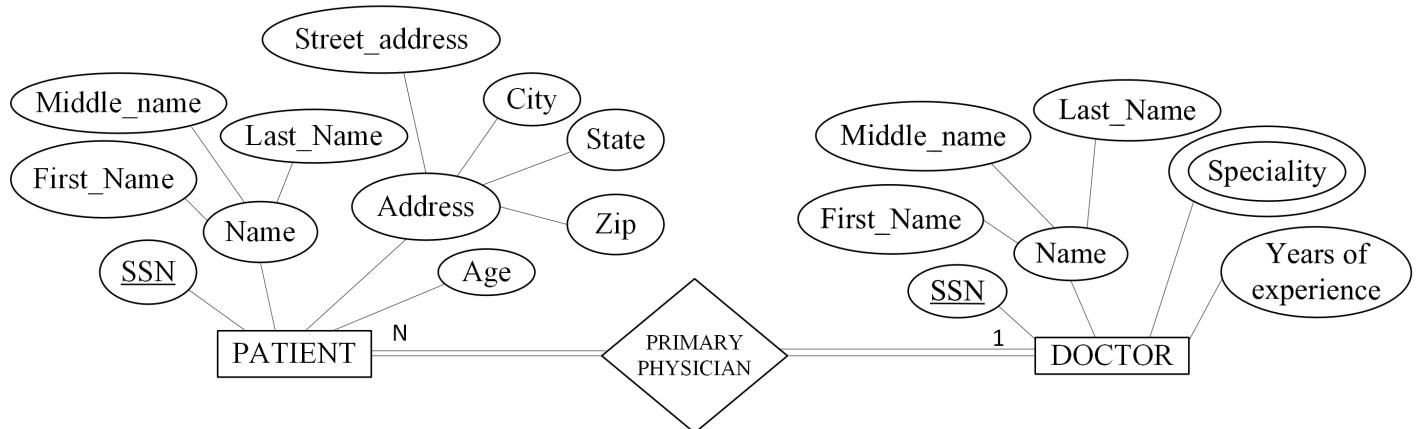 Street_address
Middle_name
City
Last_Name
State
First_Name
Address
Name
Zip
SSN
Age
PATIENT
N
PRIMARY
PHYSICIAN
1
DOCTOR
Last_Name
Middle_name
Speciality
First_Name
Name
Years of
experience
SSN